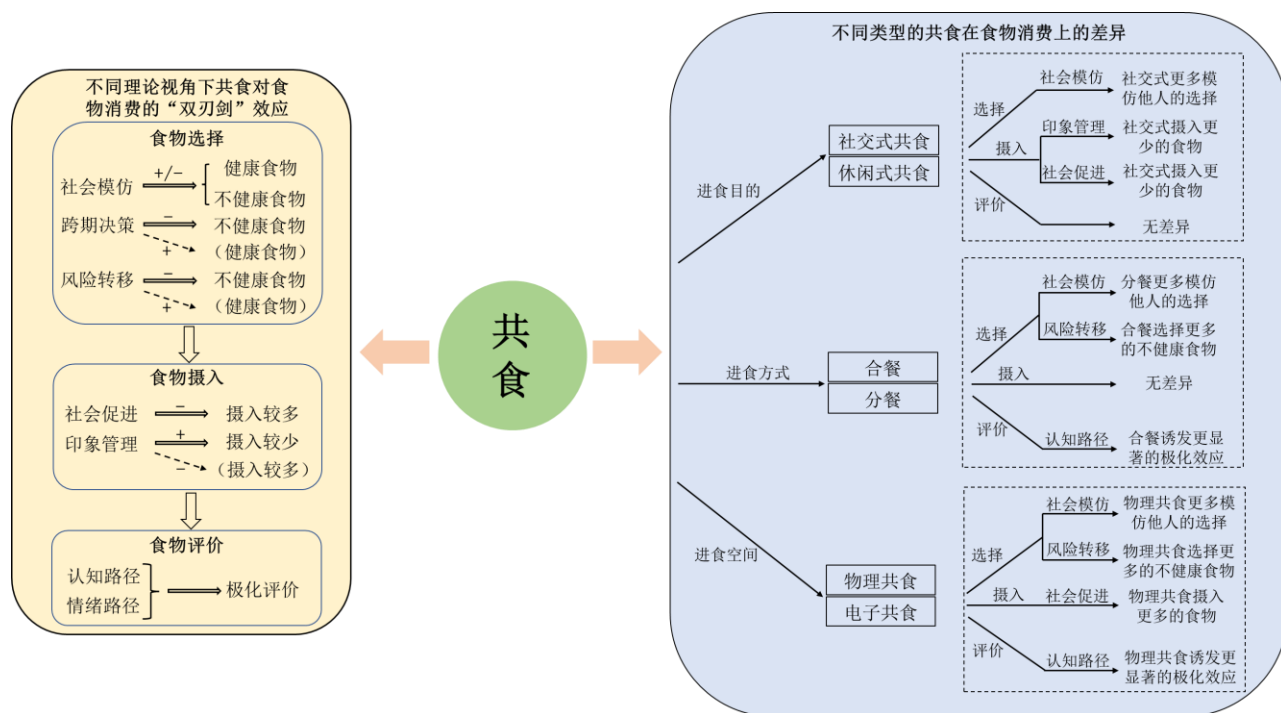 不同理论视角下共食对食
物消费的“双刃剑”效应
食物选择
社会模仿
+/−
健康食物
不健康食物
跨期决策
−
不健康食物
+
（健康食物）
风险转移
−
不健康食物
+
（健康食物）
食物摄入
社会促进
−
摄入较多
印象管理
+
摄入较少
−
（摄入较多）
食物评价
认知路径
情绪路径
极化评价
共
食
不同类型的共食在食物消费上的差异
进食目的
社交式共食
休闲式共食
选择
社会模仿
社交式更多模
仿他人的选择
摄入
印象管理
社交式摄入更
少的食物
社会促进
社交式摄入更
少的食物
评价
无差异
进食方式
合餐
分餐
选择
社会模仿
分餐更多模仿
他人的选择
风险转移
合餐选择更多
的不健康食物
摄入
无差异
评价
认知路径
合餐诱发更显
著的极化效应
进食空间
物理共食
电子共食
选择
社会模仿
物理共食更多模
仿他人的选择
风险转移
物理共食选择更
多的不健康食物
摄入
社会促进
物理共食摄入
更多的食物
评价
认知路径
物理共食诱发更
显著的极化效应